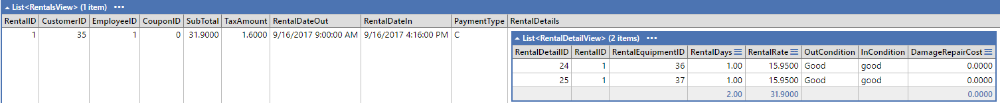 List<RentalsView> (1 item) •••
RentalID CustomerID EmployeeID CouponID SubTotal TaxAmount RentalDateOut RentalDateIn PaymentType RentalDetails
1 35 1 0 31.9000 1.6000 9/16/2017 9:00:00 AM 9/16/2017 4:16:00 PM C
List<RentalDetailView> (2 items) •••
RentalDetailID RentalID RentalEquipmentID RentalDays RentalRate OutCondition InCondition DamageRepairCost
24 1 36 1.00 15.9500 Good good 0.0000
25 1 37 1.00 15.9500 Good good 0.0000
2.00 31.9000 0.0000